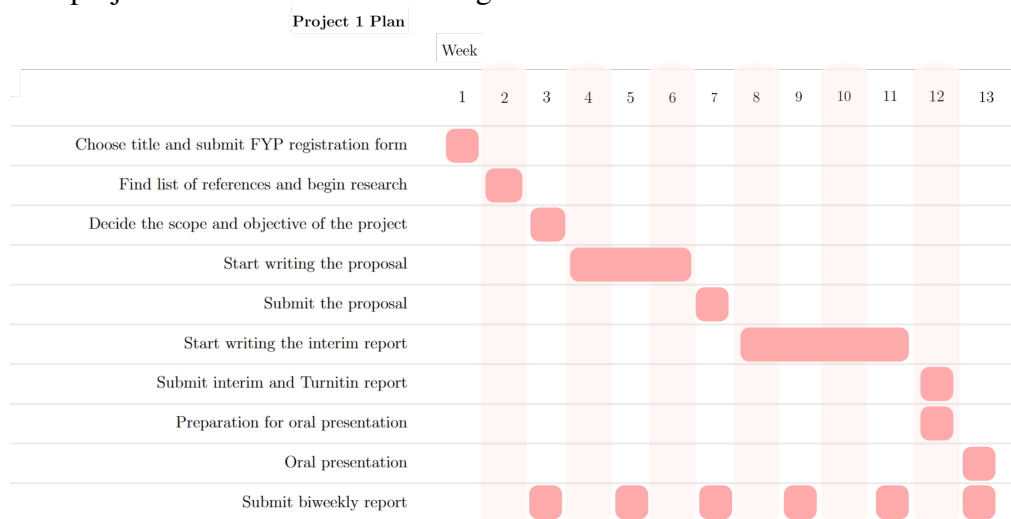 Project 1 Plan
Week
1 2 3 4 5 6 7 8 9 10 11 12 13
Choose title and submit FYP registration form
Find list of references and begin research
Decide the scope and objective of the project
Start writing the proposal
Submit the proposal
Start writing the interim report
Submit interim and Turnitin report
Preparation for oral presentation
Oral presentation
Submit biweekly report